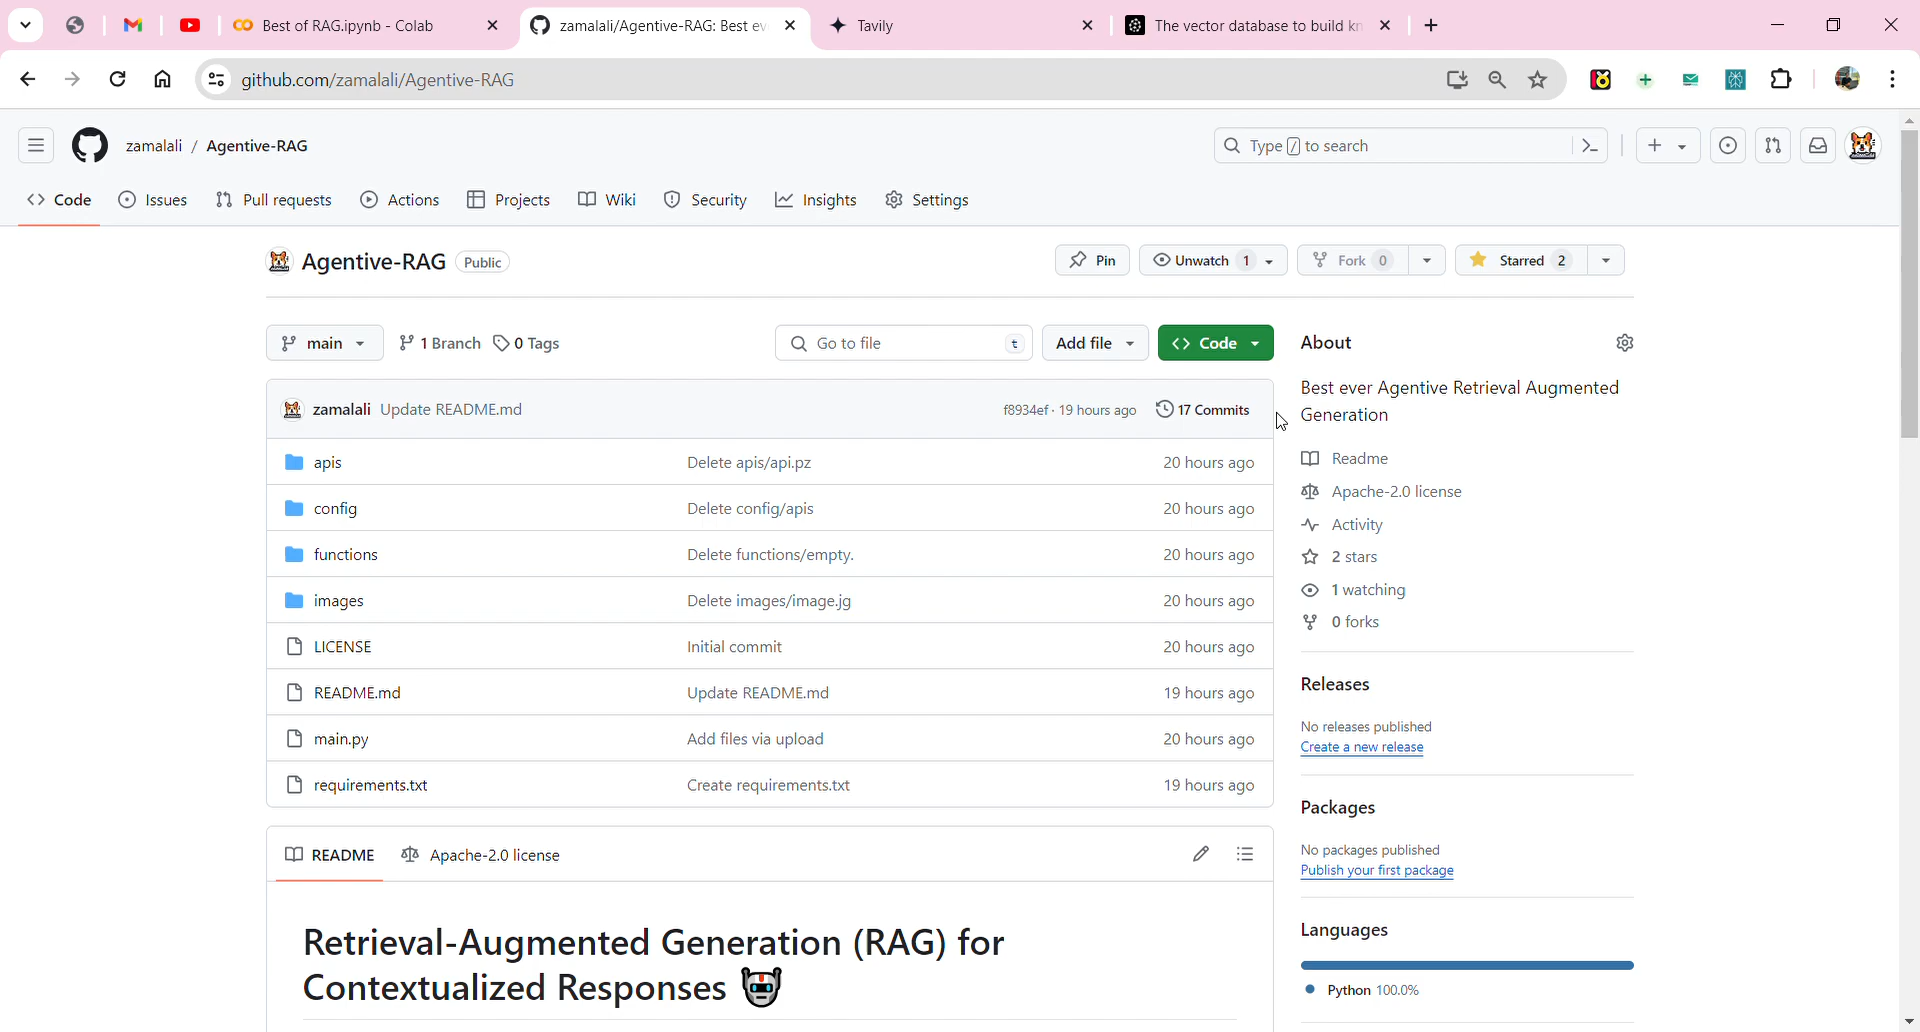 Best of RAG.ipynb - Colab
zamalali/Agentive-RAG: Best ev
Tavily
The vector database to build kn
github.com/zamalali/Agentive-RAG
zamalali / Agentive-RAG
Type / to search
Code
Issues
Pull requests
Actions
Projects
Wiki
Security
Insights
Settings
Agentive-RAG Public
Pin
Unwatch 1
Fork 0
Starred 2
main
1 Branch
0 Tags
Go to file t
Add file
Code
zamalali Update README.md f8934ef · 19 hours ago 17 Commits
apis Delete apis/api.pz 20 hours ago
config Delete config/apis 20 hours ago
functions Delete functions/empty. 20 hours ago
images Delete images/image.jg 20 hours ago
LICENSE Initial commit 20 hours ago
README.md Update README.md 19 hours ago
main.py Add files via upload 20 hours ago
requirements.txt Create requirements.txt 19 hours ago
README Apache-2.0 license
Retrieval-Augmented Generation (RAG) for
Contextualized Responses
About
Best ever Agentive Retrieval Augmented
Generation
Readme
Apache-2.0 license
Activity
2 stars
1 watching
0 forks
Releases
No releases published
Create a new release
Packages
No packages published
Publish your first package
Languages
Python 100.0%